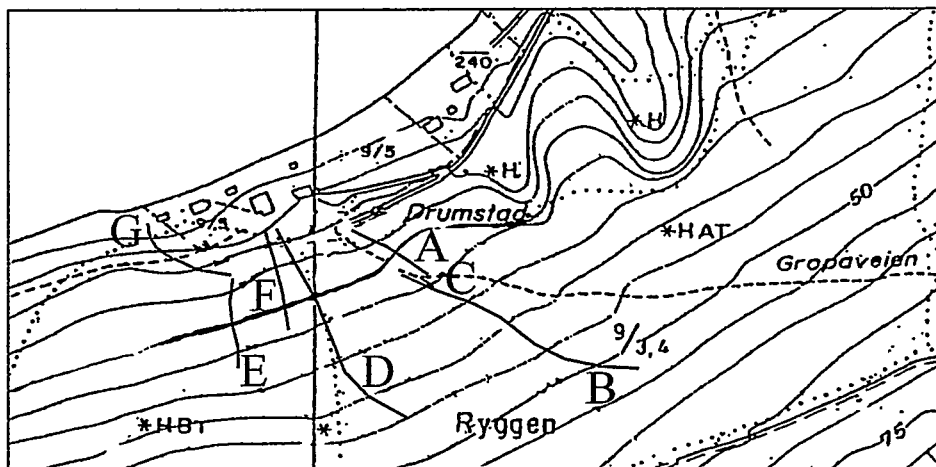 240
*H
9/5
*H
Drumstad
G
A
*HAT
50
C
Gropaveien
F
9/3,4
E
D
B
*HBT
*
Ryggen
75